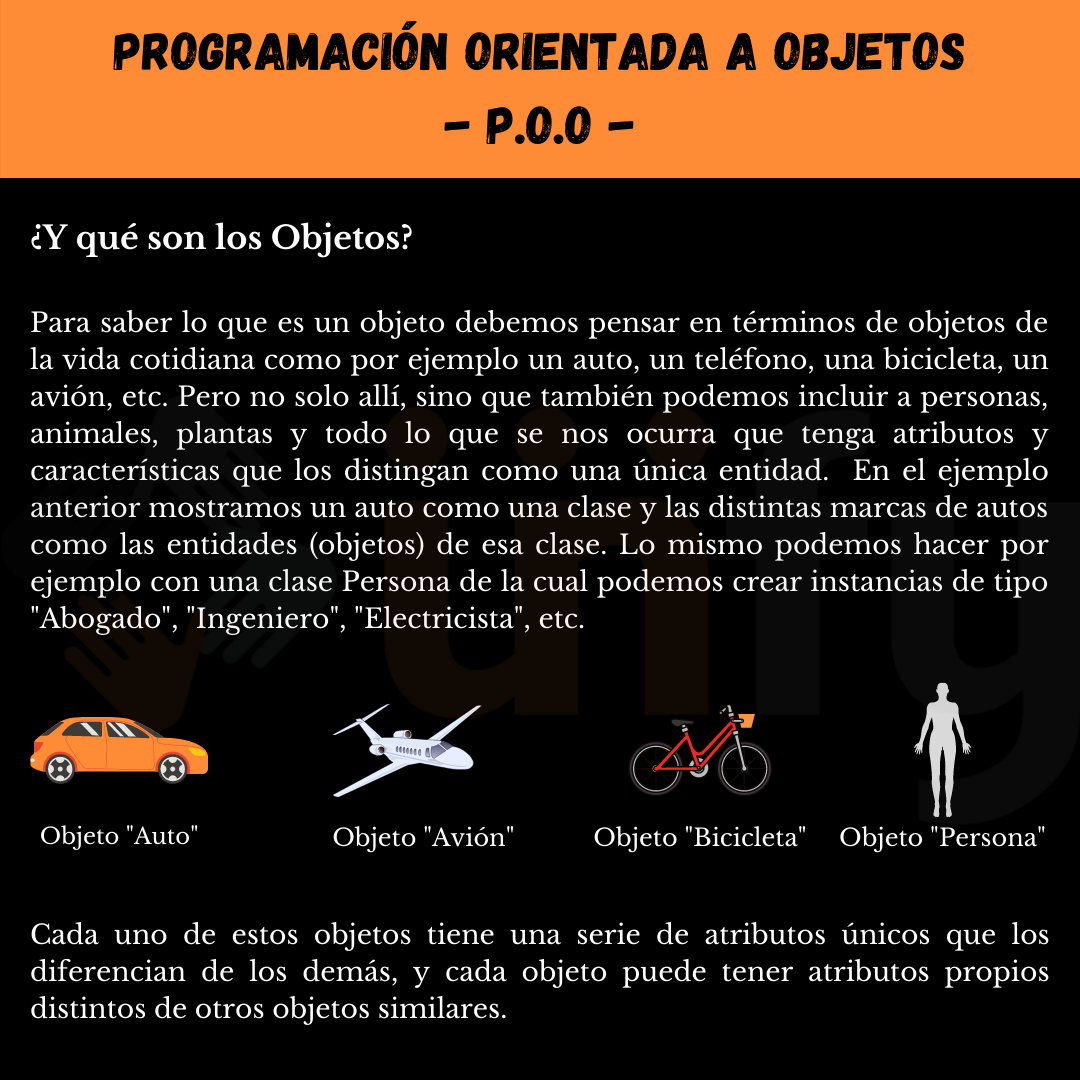 PROGRAMACIÓN ORIENTADA A OBJETOS
- P.O.O -
¿Y qué son los Objetos?
Para saber lo que es un objeto debemos pensar en términos de objetos de
la vida cotidiana como por ejemplo un auto, un teléfono, una bicicleta, un
avión, etc. Pero no solo allí, sino que también podemos incluir a personas,
animales, plantas y todo lo que se nos ocurra que tenga atributos y
características que los distingan como una única entidad. En el ejemplo
anterior mostramos un auto como una clase y las distintas marcas de autos
como las entidades (objetos) de esa clase. Lo mismo podemos hacer por
ejemplo con una clase Persona de la cual podemos crear instancias de tipo
"Abogado", "Ingeniero", "Electricista", etc.
ünify
Objeto "Auto"
Objeto "Avión"
Objeto "Bicicleta"
Objeto "Persona"
Cada uno de estos objetos tiene una serie de atributos únicos que los
diferencian de los demás, y cada objeto puede tener atributos propios
distintos de otros objetos similares.